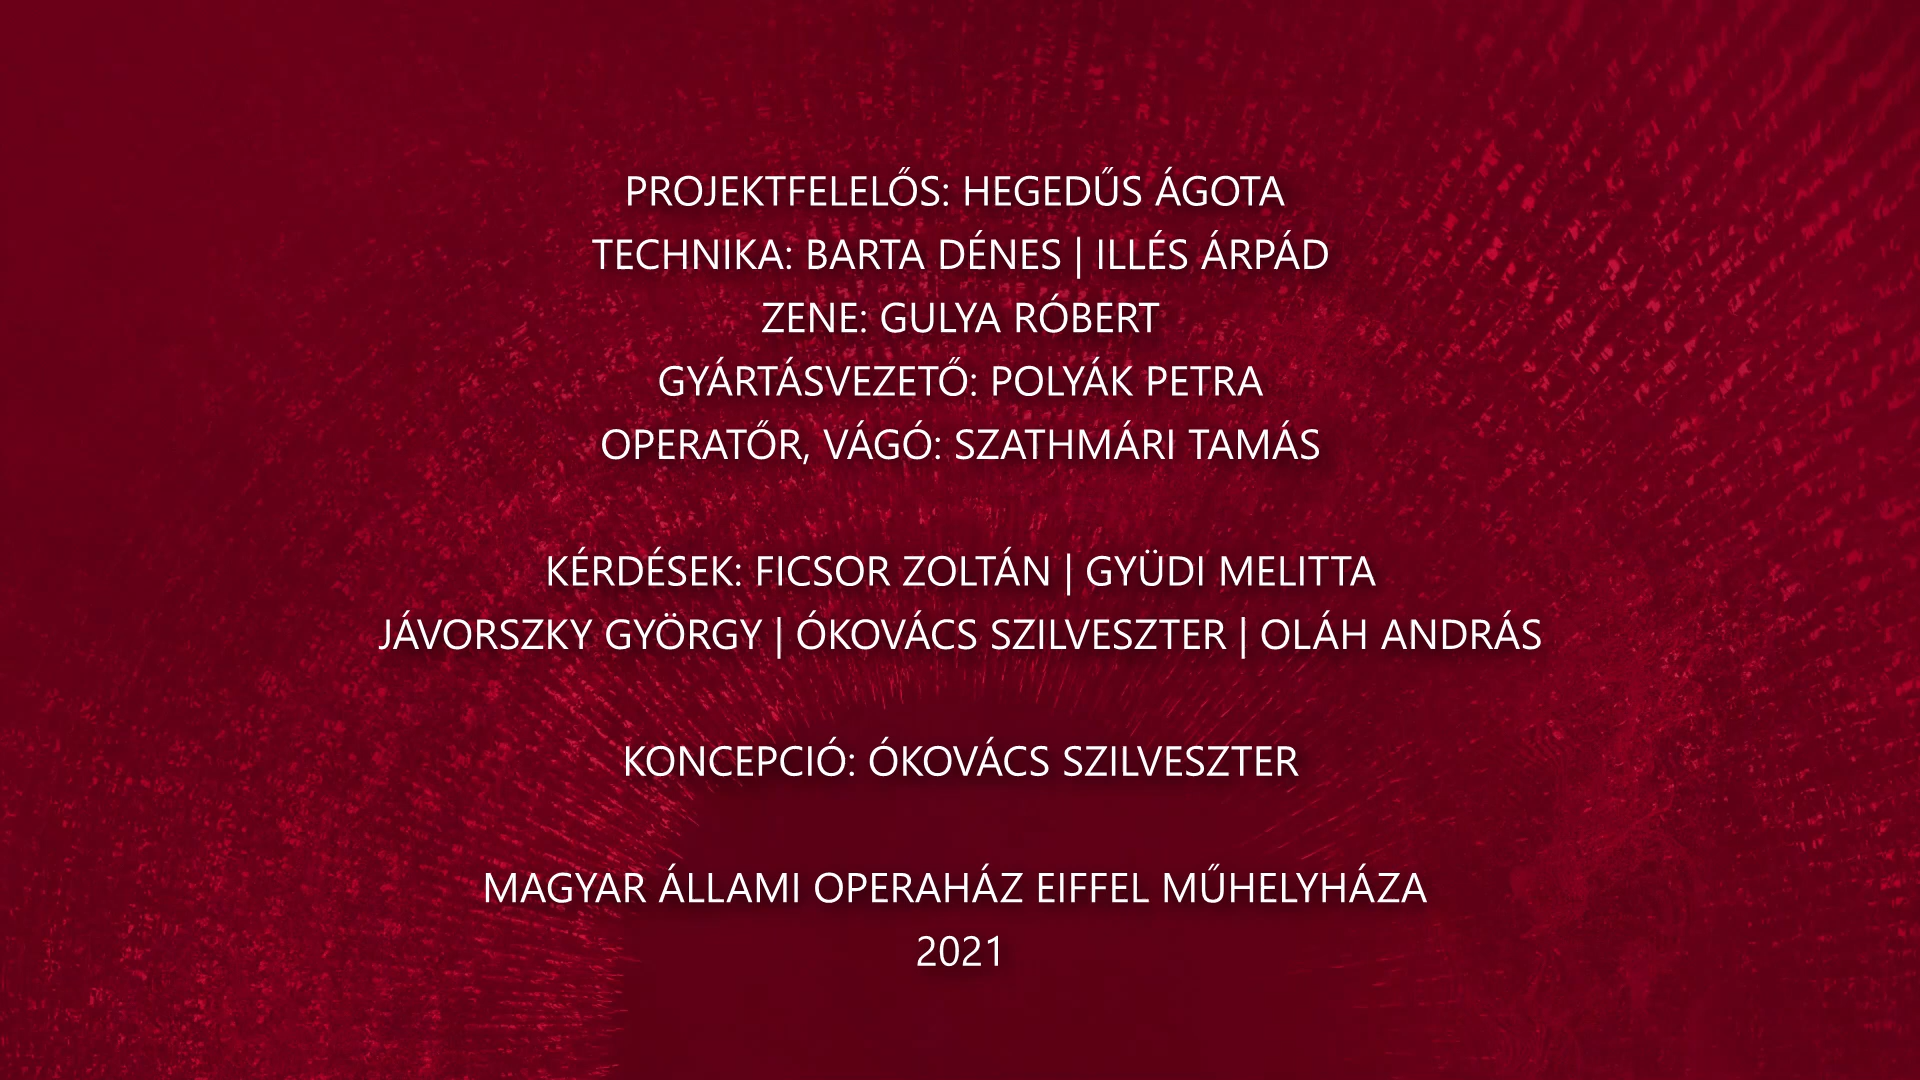 PROJEKTFELELŐS: HEGEDŰS ÁGOTA
TECHNIKA: BARTA DÉNES | ILLÉS ÁRPÁD
ZENE: GULYA RÓBERT
GYÁRTÁSVEZETŐ: POLYÁK PETRA
OPERATŐR, VÁGÓ: SZATHMÁRI TAMÁS
KÉRDÉSEK: FICSOR ZOLTÁN | GYÜDI MELITTA
JÁVORSZKY GYÖRGY | ÓKOVÁCS SZILVESZTER | OLÁH ANDRÁS
KONCEPCIÓ: ÓKOVÁCS SZILVESZTER
MAGYAR ÁLLAMI OPERAHÁZ EIFFEL MŰHELYHÁZA
2021